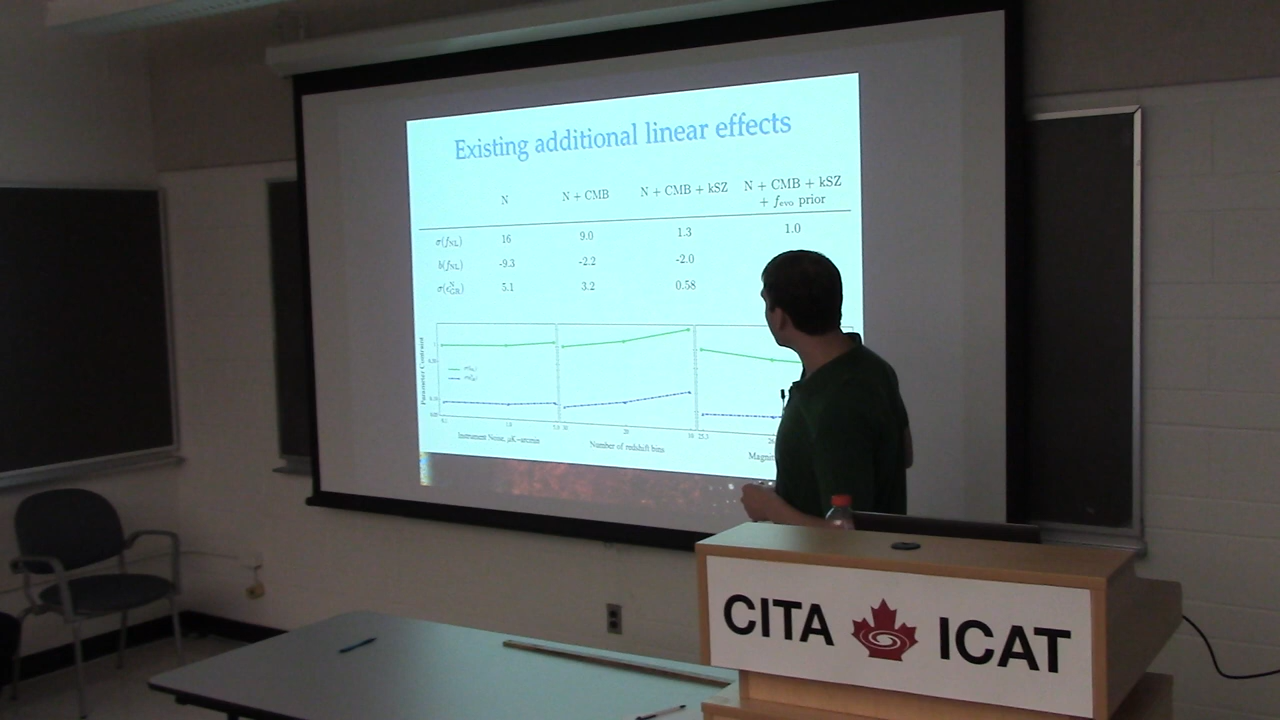 Existing additional linear effects
N N + CMB N + CMB + kSZ N + CMB + kSZ
+ fevo prior
σ(fNL) 16 9.0 1.3 1.0
b(fNL) -9.3 -2.2 -2.0
5.1 3.2 0.58
Parameter Constraint
Instrument Noise, μK-arcmin
Number of redshift bins
CITA ICAT